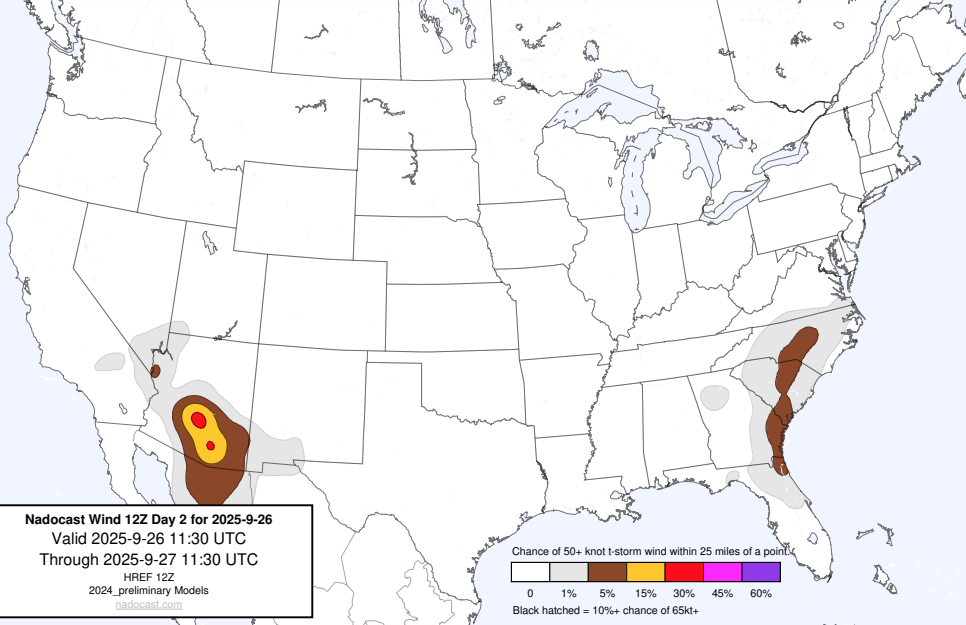 Nadocast Wind 12Z Day 2 for 2025-9-26
Valid 2025-9-26 11:30 UTC
Through 2025-9-27 11:30 UTC
HREF 12Z
2024_preliminary Models
nadocast.com
Chance of 50+ knot t-storm wind within 25 miles of a point.
0 1% 5% 15% 30% 45% 60%
Black hatched = 10%+ chance of 65kt+